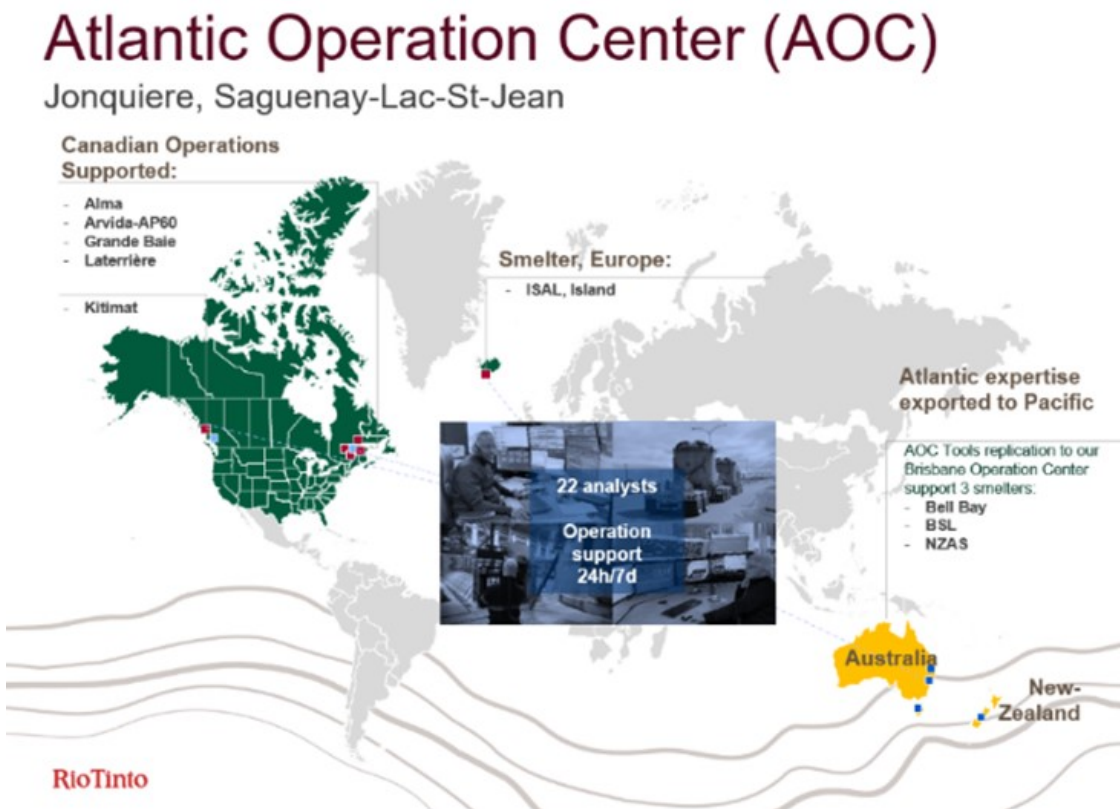 Atlantic Operation Center (AOC)
Jonquiere, Saguenay-Lac-St-Jean
Canadian Operations
Supported:
- Alma
- Arvida-AP60
- Grande Baie
- Laterrière
- Kitimat
Smelter, Europe:
- ISAL, Island
Atlantic expertise
exported to Pacific
AOC Tools replication to our
Brisbane Operation Center
support 3 smelters:
- Bell Bay
- BSL
- NZAS
22 analysts
Operation
support
24h/7d
Australia
New-
Zealand
RioTinto